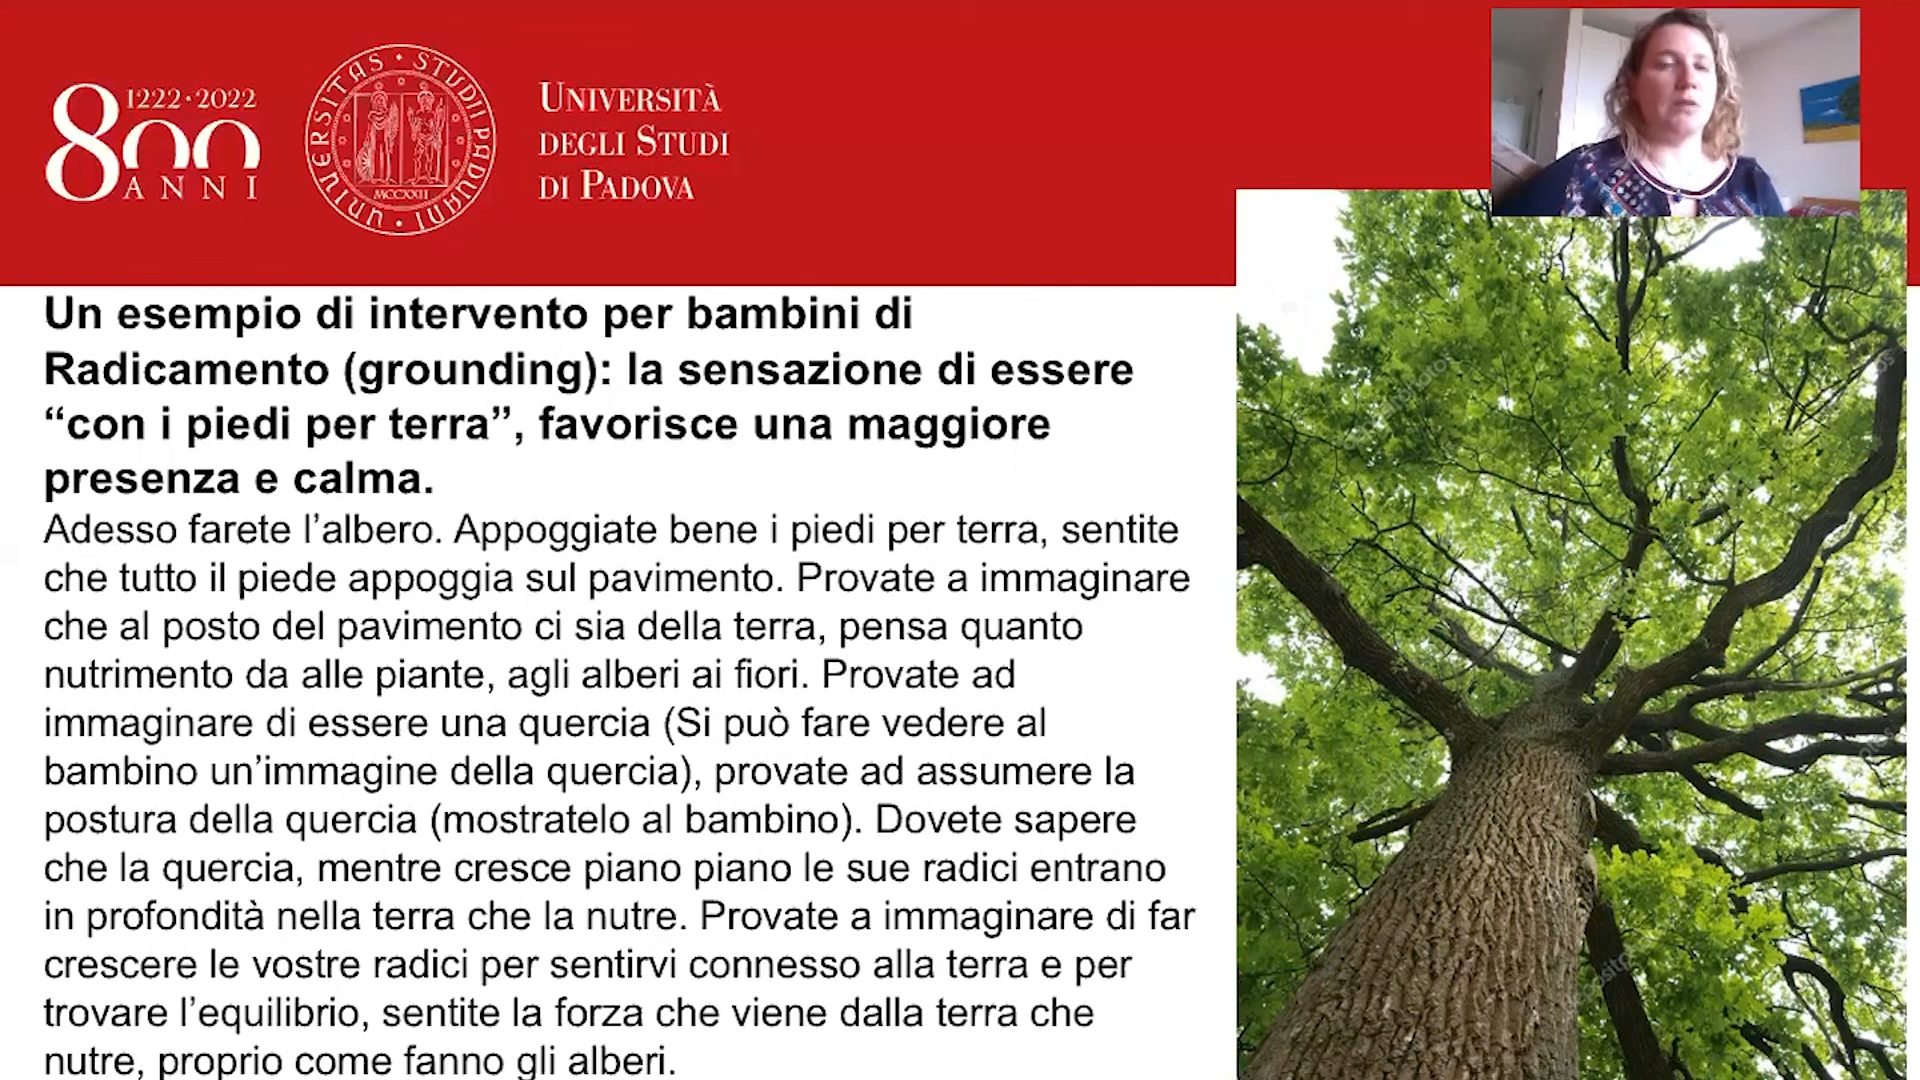 1222·2022
800
ANNI
UNIVERSITAS STUDII PADUANI
MCCXXII
UNIVERSITÀ
DEGLI STUDI
DI PADOVA
Un esempio di intervento per bambini di
Radicamento (grounding): la sensazione di essere
“con i piedi per terra”, favorisce una maggiore
presenza e calma.
Adesso farete l’albero. Appoggiate bene i piedi per terra, sentite
che tutto il piede appoggia sul pavimento. Provate a immaginare
che al posto del pavimento ci sia della terra, pensa quanto
nutrimento da alle piante, agli alberi ai fiori. Provate ad
immaginare di essere una quercia (Si può fare vedere al
bambino un’immagine della quercia), provate ad assumere la
postura della quercia (mostratelo al bambino). Dovete sapere
che la quercia, mentre cresce piano piano le sue radici entrano
in profondità nella terra che la nutre. Provate a immaginare di far
crescere le vostre radici per sentirvi connesso alla terra e per
trovare l’equilibrio, sentite la forza che viene dalla terra che
nutre, proprio come fanno gli alberi.